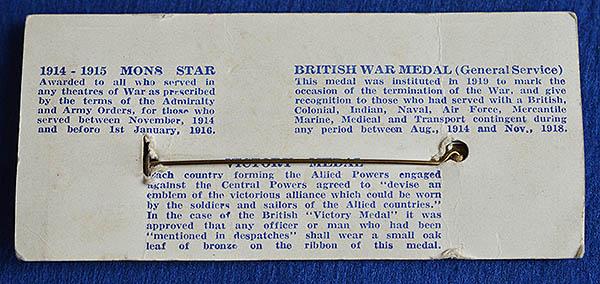 1914 - 1915 MONS STAR
Awarded to all who served in
any theatres of War as prescribed
by the terms of the Admiralty
and Army Orders, for those who
served between November, 1914
and before 1st January, 1916.
BRITISH WAR MEDAL (General Service)
This medal was instituted in 1919 to mark the
occasion of the termination of the War, and give
recognition to those who had served with a British,
Colonial, Indian, Naval, Air Force, Mercantile
Marine, Medical and Transport contingent during
any period between Aug., 1914 and Nov., 1918.
VICTORY MEDAL
Each country forming the Allied Powers engaged
against the Central Powers agreed to "devise an
emblem of the victorious alliance which could be worn
by the soldiers and sailors of the Allied countries."
In the case of the British "Victory Medal" it was
approved that any officer or man who had been
"mentioned in despatches" shall wear a small oak
leaf of bronze on the ribbon of this medal.